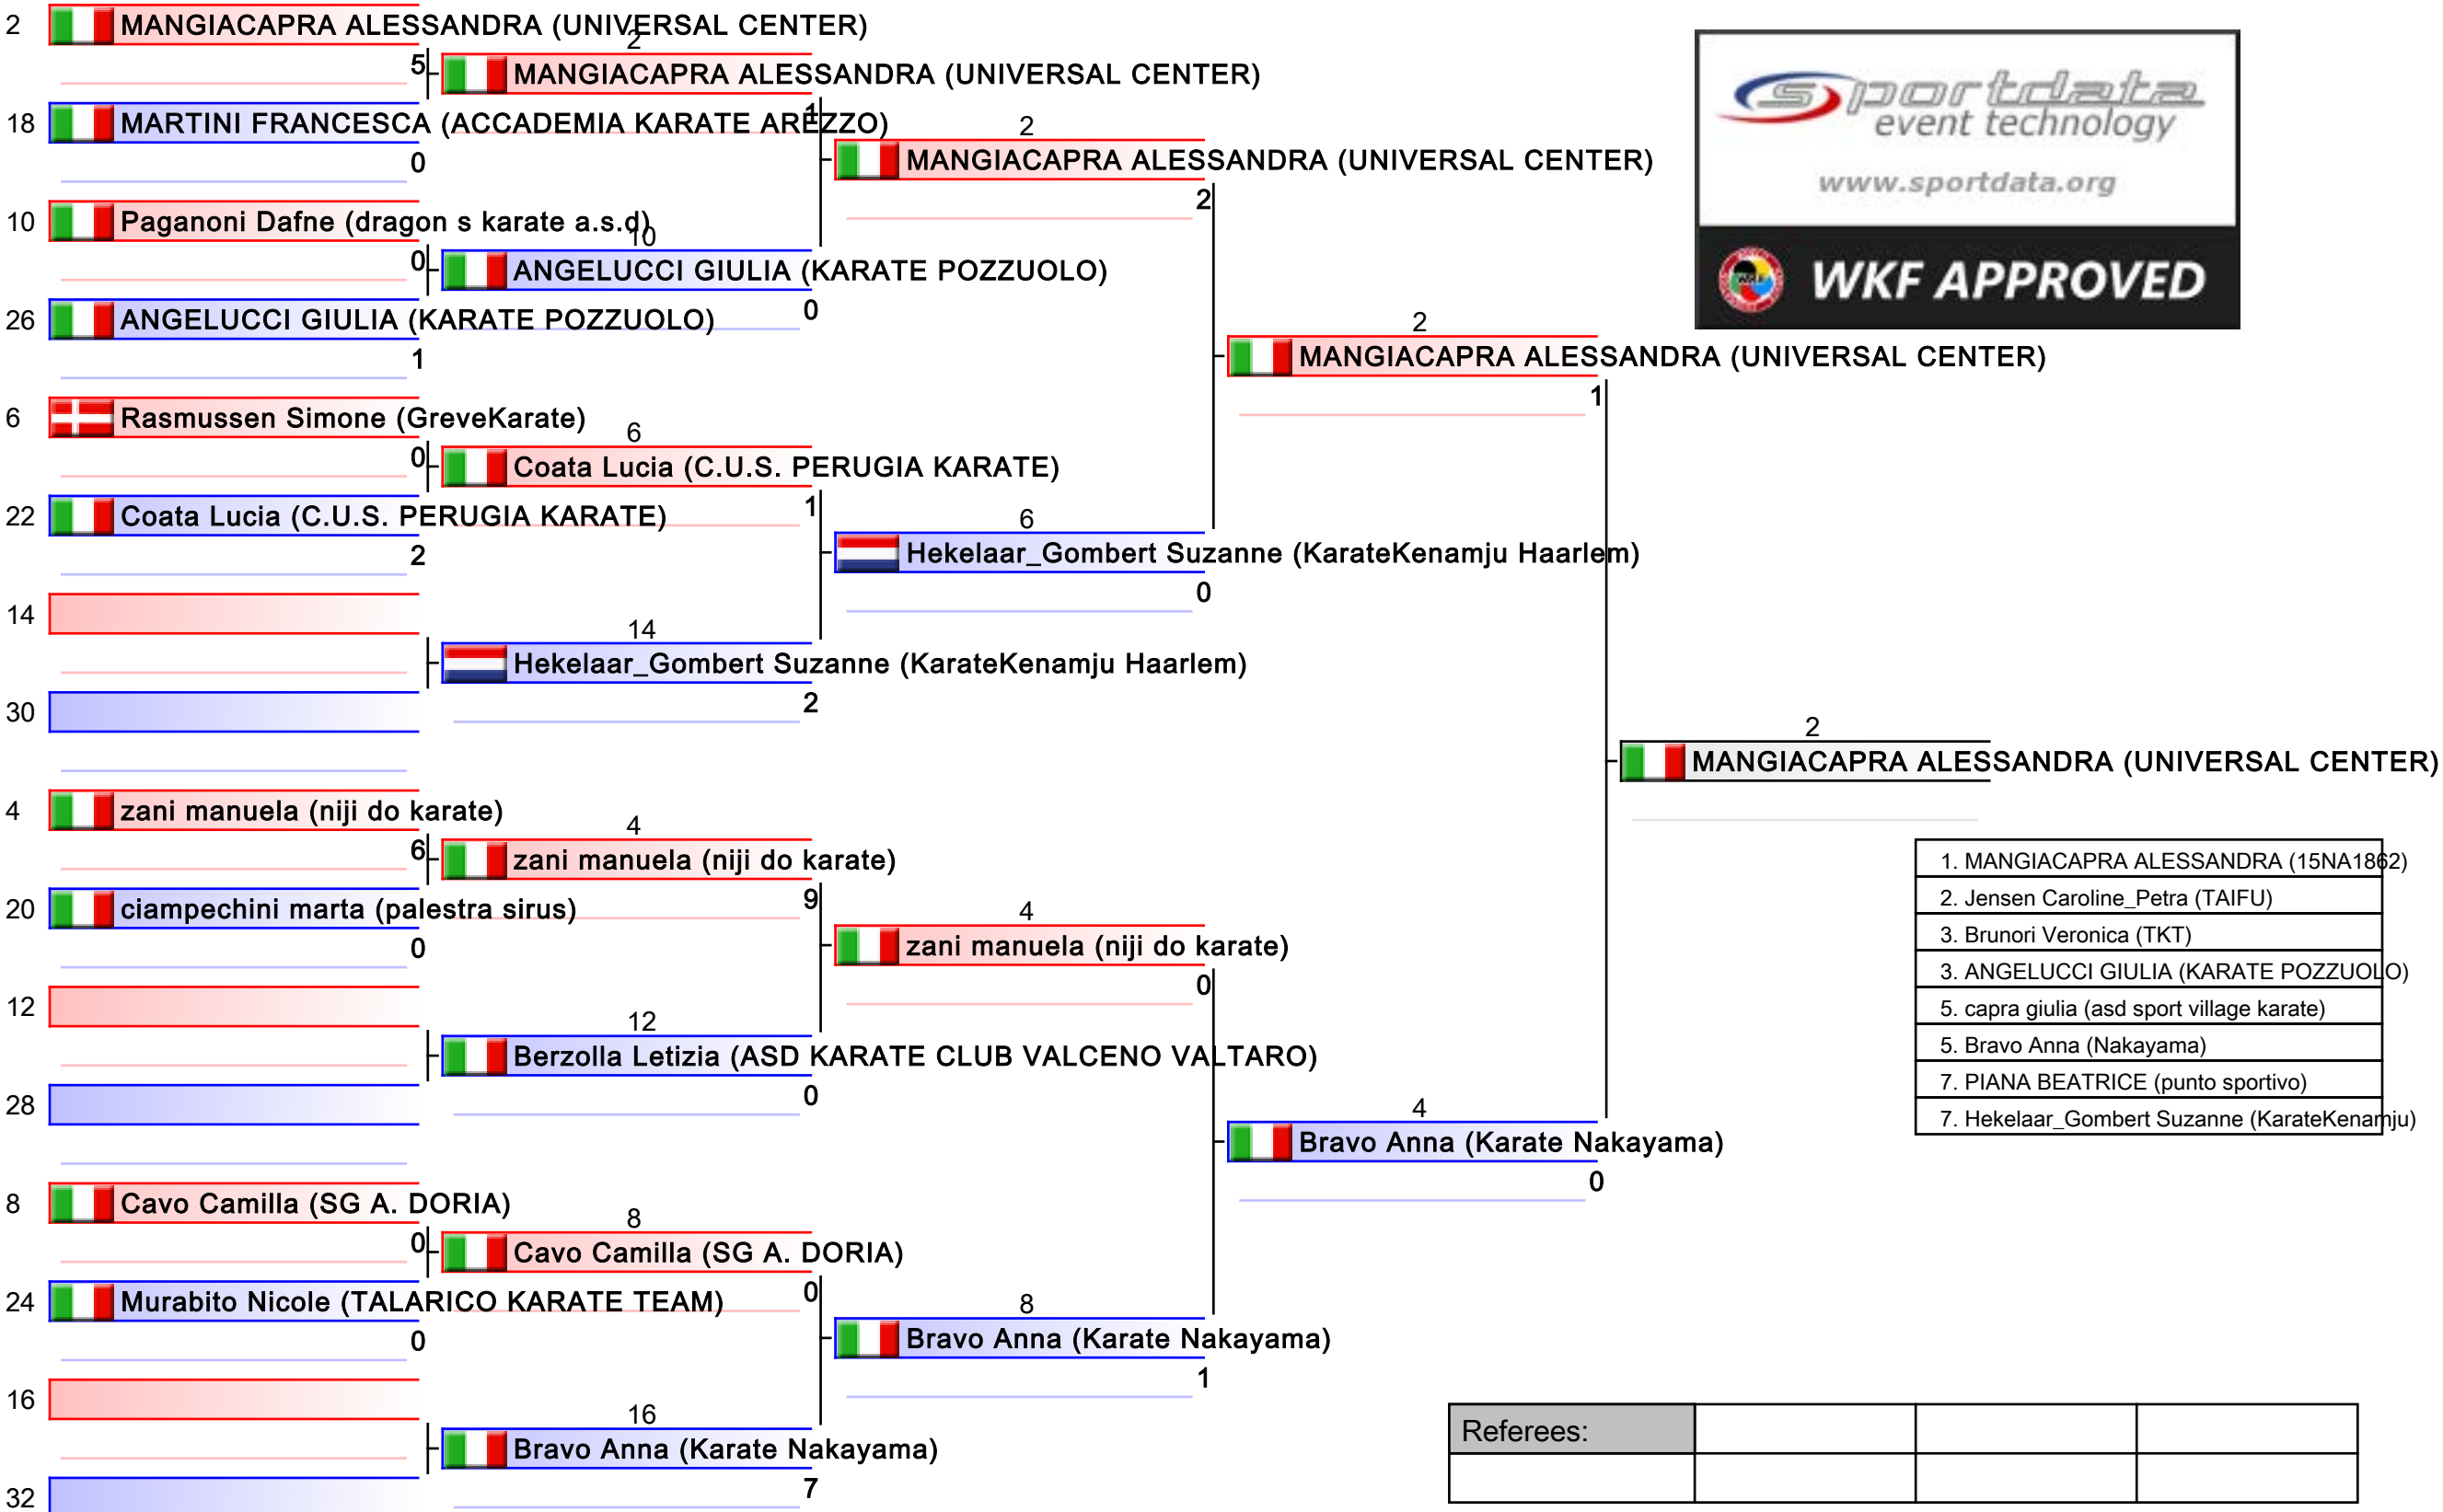 2 MANGIACAPRA ALESSANDRA (UNIVERSAL CENTER)
5
18 MARTINI FRANCESCA (ACCADEMIA KARATE AREZZO)
0
10 Paganoni Dafne (dragon s karate a.s.d)
0
26 ANGELUCCI GIULIA (KARATE POZZUOLO)
1
6 Rasmussen Simone (GreveKarate)
0
22 Coata Lucia (C.U.S. PERUGIA KARATE)
2
14
30
4 zani manuela (niji do karate)
6
20 ciampechini marta (palestra sirus)
0
12
28
8 Cavo Camilla (SG A. DORIA)
0
24 Murabito Nicole (TALARICO KARATE TEAM)
0
16
32
2
MANGIACAPRA ALESSANDRA (UNIVERSAL CENTER)
1
10
ANGELUCCI GIULIA (KARATE POZZUOLO)
0
6
Coata Lucia (C.U.S. PERUGIA KARATE)
1
14
Hekelaar_Gombert Suzanne (KarateKenamju Haarlem)
2
4
zani manuela (niji do karate)
9
12
Berzolla Letizia (ASD KARATE CLUB VALCENO VALTARO)
0
8
Cavo Camilla (SG A. DORIA)
0
16
Bravo Anna (Karate Nakayama)
7
2
MANGIACAPRA ALESSANDRA (UNIVERSAL CENTER)
2
6
Hekelaar_Gombert Suzanne (KarateKenamju Haarlem)
0
4
zani manuela (niji do karate)
0
8
Bravo Anna (Karate Nakayama)
1
2
MANGIACAPRA ALESSANDRA (UNIVERSAL CENTER)
1
4
Bravo Anna (Karate Nakayama)
0
2
MANGIACAPRA ALESSANDRA (UNIVERSAL CENTER)
sportdata
event technology
www.sportdata.org
WKF
WKF APPROVED
1. MANGIACAPRA ALESSANDRA (15NA1862)
2. Jensen Caroline_Petra (TAIFU)
3. Brunori Veronica (TKT)
3. ANGELUCCI GIULIA (KARATE POZZUOLO)
5. capra giulia (asd sport village karate)
5. Bravo Anna (Nakayama)
7. PIANA BEATRICE (punto sportivo)
7. Hekelaar_Gombert Suzanne (KarateKenamju)
Referees: